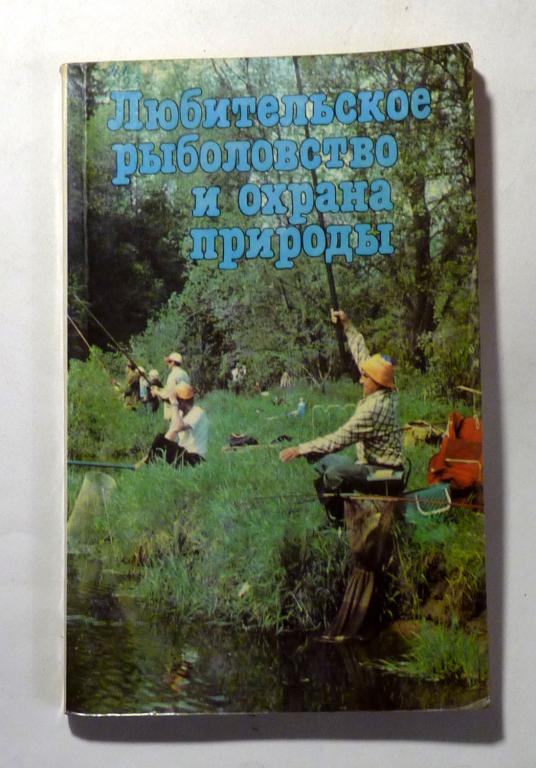 Любительское
рыболовство
и охрана
природы